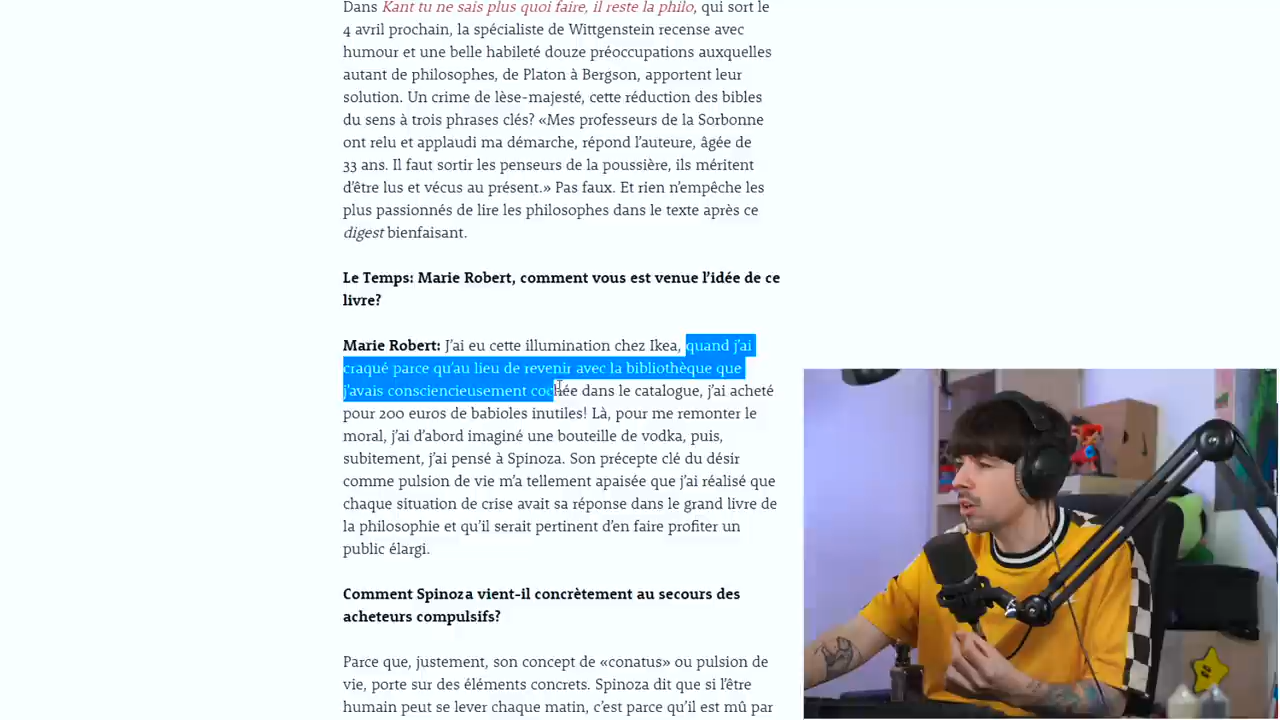 Dans Kant tu ne sais plus quoi faire, il reste la philo, qui sort le
4 avril prochain, la spécialiste de Wittgenstein recense avec
humour et une belle habileté douze préoccupations auxquelles
autant de philosophes, de Platon à Bergson, apportent leur
solution. Un crime de lèse-majesté, cette réduction des bibles
du sens à trois phrases clés? «Mes professeurs de la Sorbonne
ont relu et applaudi ma démarche, répond l’auteure, âgée de
33 ans. Il faut sortir les penseurs de la poussière, ils méritent
d’être lus et vécus au présent.» Pas faux. Et rien n’empêche les
plus passionnés de lire les philosophes dans le texte après ce
digest bienfaisant.
Le Temps: Marie Robert, comment vous est venue l’idée de ce
livre?
Marie Robert: J’ai eu cette illumination chez Ikea, quand j’ai
craqué parce qu’au lieu de revenir avec la bibliothèque que
j’avais consciencieusement cochée dans le catalogue, j’ai acheté
pour 200 euros de babioles inutiles! Là, pour me remonter le
moral, j’ai d’abord imaginé une bouteille de vodka, puis,
subitement, j’ai pensé à Spinoza. Son précepte clé du désir
comme pulsion de vie m’a tellement apaisée que j’ai réalisé que
chaque situation de crise avait sa réponse dans le grand livre de
la philosophie et qu’il serait pertinent d’en faire profiter un
public élargi.
Comment Spinoza vient-il concrètement au secours des
acheteurs compulsifs?
Parce que, justement, son concept de «conatus» ou pulsion de
vie, porte sur des éléments concrets. Spinoza dit que si l’être
humain peut se lever chaque matin, c’est parce qu’il est mû par